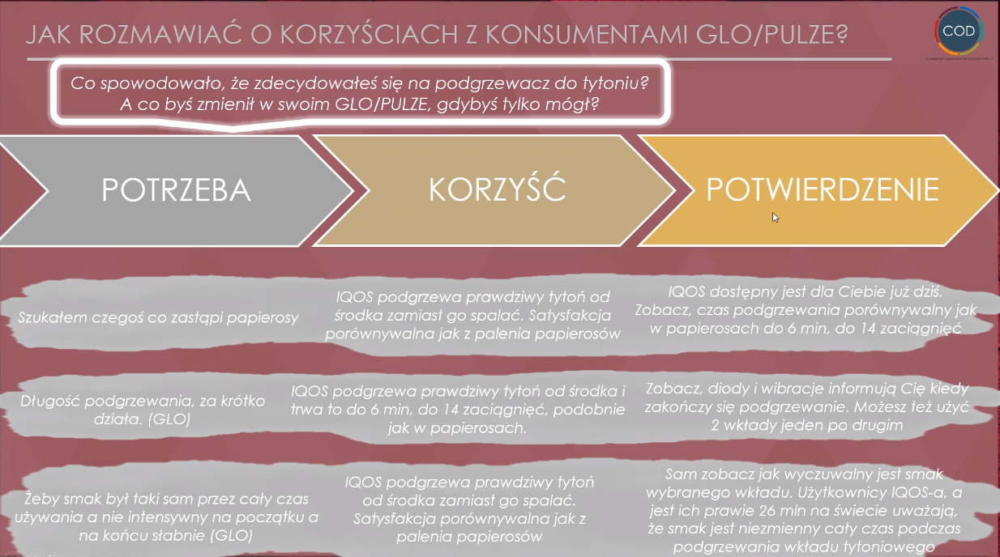 JAK ROZMAWIAĆ O KORZYŚCIACH Z KONSUMENTAMI GLO/PULZE?
COD
Co spowodowało, że zdecydowałeś się na podgrzewacz do tytoniu?
A co byś zmienił w swoim GLO/PULZE, gdybyś tylko mógł?
POTRZEBA
KORZYŚĆ
POTWIERDZENIE
Szukałem czegoś co zastąpi papierosy
IQOS podgrzewa prawdziwy tytoń od
środka zamiast go spalać. Satysfakcja
porównywalna jak z palenia papierosów
IQOS dostępny jest dla Ciebie już dziś.
Zobacz, czas podgrzewania porównywalny jak
w papierosach do 6 min, do 14 zaciągnięć
Długość podgrzewania, za krótko
działa. (GLO)
IQOS podgrzewa prawdziwy tytoń od środka i
trwa to do 6 min, do 14 zaciągnięć, podobnie
jak w papierosach.
Zobacz, diody i wibracje informują Cię kiedy
zakończy się podgrzewanie. Możesz też użyć
2 wkłady jeden po drugim
Żeby smak był taki sam przez cały czas
używania a nie intensywny na początku a
na końcu słabnie (GLO)
IQOS podgrzewa prawdziwy tytoń
od środka zamiast go spalać.
Satysfakcja porównywalna jak z
palenia papierosów
Sam zobacz jak wyczuwalny jest smak
wybranego wkładu. Użytkownicy IQOS-a, a
jest ich prawie 26 mln na świecie uważają,
że smak jest niezmienny cały czas podczas
podgrzewania wkładu tytoniowego